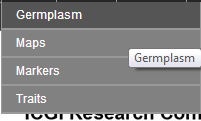 Germplasm
Maps
Germplasm
Markers
Traits
ICGI Research Com